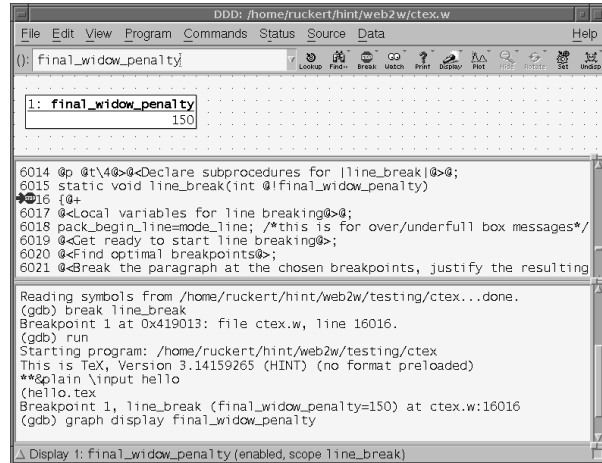 DDD: /home/ruckert/hint/web2w/ctex.w
File Edit View Program Commands Status Source Data Help
(): final_widow_penalty Lookup Find>> Break Watch Print Display Plot Hide Rotate Set Undisp
1: final_widow_penalty
150
6014 @p @t\4@>@<Declare subprocedures for |line_break|@>@;
6015 static void line_break(int @!final_widow_penalty)
16 {@+
6017 @<Local variables for line breaking@>@;
6018 pack_begin_line=mode_line; /*this is for over/underfull box messages*/
6019 @<Get ready to start line breaking@>;
6020 @<Find optimal breakpoints@>;
6021 @<Break the paragraph at the chosen breakpoints, justify the resulting
Reading symbols from /home/ruckert/hint/web2w/testing/ctex...done.
(gdb) break line_break
Breakpoint 1 at 0x419013: file ctex.w, line 16016.
(gdb) run
Starting program: /home/ruckert/hint/web2w/testing/ctex
This is TeX, Version 3.14159265 (HINT) (no format preloaded)
**&plain \input hello
(hello.tex
Breakpoint 1, line_break (final_widow_penalty=150) at ctex.w:16016
(gdb) graph display final_widow_penalty
Display 1: final_widow_penalty (enabled, scope line_break)